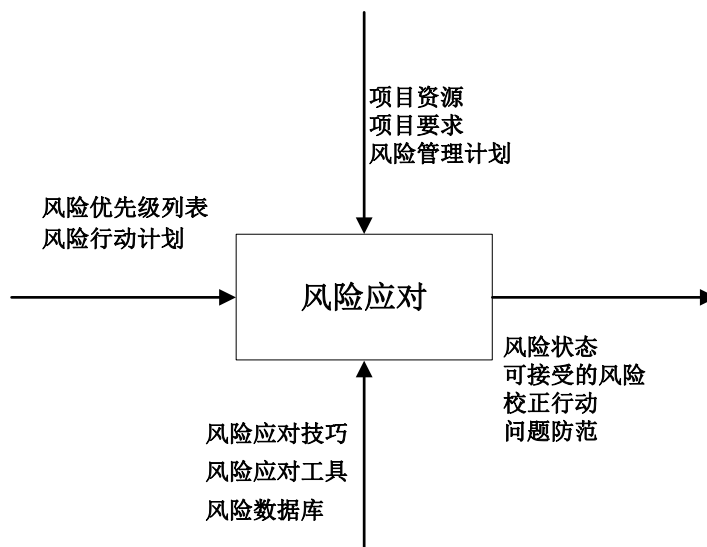 项目资源
项目要求
风险管理计划
风险优先级列表
风险行动计划
风险应对
风险状态
可接受的风险
校正行动
问题防范
风险应对技巧
风险应对工具
风险数据库